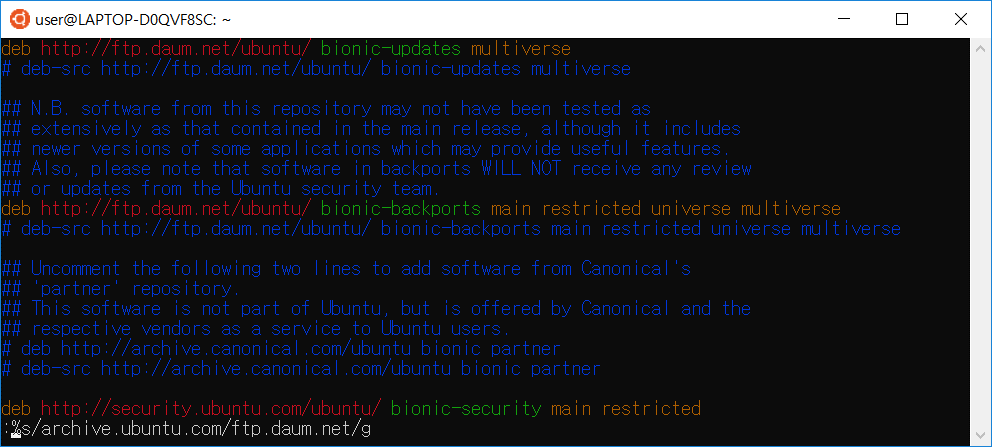 user@LAPTOP-D0QVF8SC: ~
deb http://ftp.daum.net/ubuntu/ bionic-updates multiverse
# deb-src http://ftp.daum.net/ubuntu/ bionic-updates multiverse
## N.B. software from this repository may not have been tested as
## extensively as that contained in the main release, although it includes
## newer versions of some applications which may provide useful features.
## Also, please note that software in backports WILL NOT receive any review
## or updates from the Ubuntu security team.
deb http://ftp.daum.net/ubuntu/ bionic-backports main restricted universe multiverse
# deb-src http://ftp.daum.net/ubuntu/ bionic-backports main restricted universe multiverse
## Uncomment the following two lines to add software from Canonical's
## 'partner' repository.
## This software is not part of Ubuntu, but is offered by Canonical and the
## respective vendors as a service to Ubuntu users.
# deb http://archive.canonical.com/ubuntu bionic partner
# deb-src http://archive.canonical.com/ubuntu bionic partner
deb http://security.ubuntu.com/ubuntu/ bionic-security main restricted
:%s/archive.ubuntu.com/ftp.daum.net/g